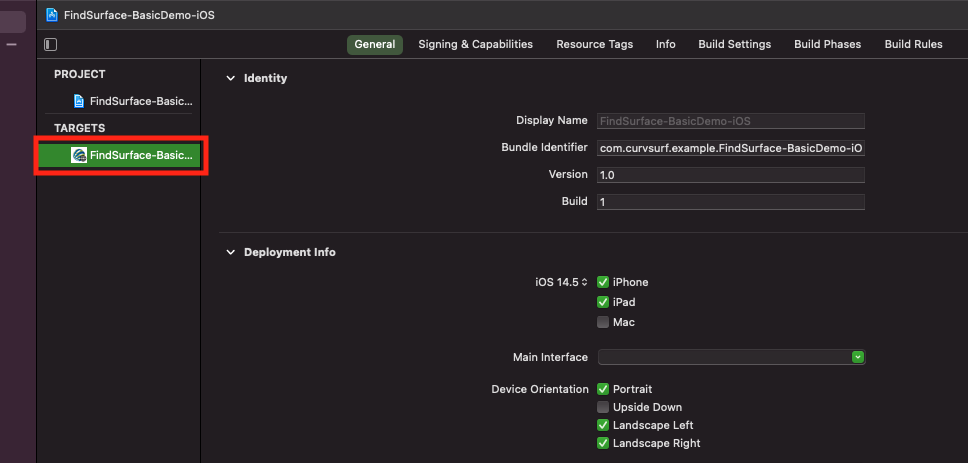 FindSurface-BasicDemo-iOS
General Signing & Capabilities Resource Tags Info Build Settings Build Phases Build Rules
PROJECT
FindSurface-Basic...
TARGETS
FindSurface-Basic...
Identity
Display Name FindSurface-BasicDemo-iOS
Bundle Identifier com.curvsurf.example.FindSurface-BasicDemo-iO
Version 1.0
Build 1
Deployment Info
iOS 14.5 iPhone
iPad
Mac
Main Interface
Device Orientation Portrait
Upside Down
Landscape Left
Landscape Right